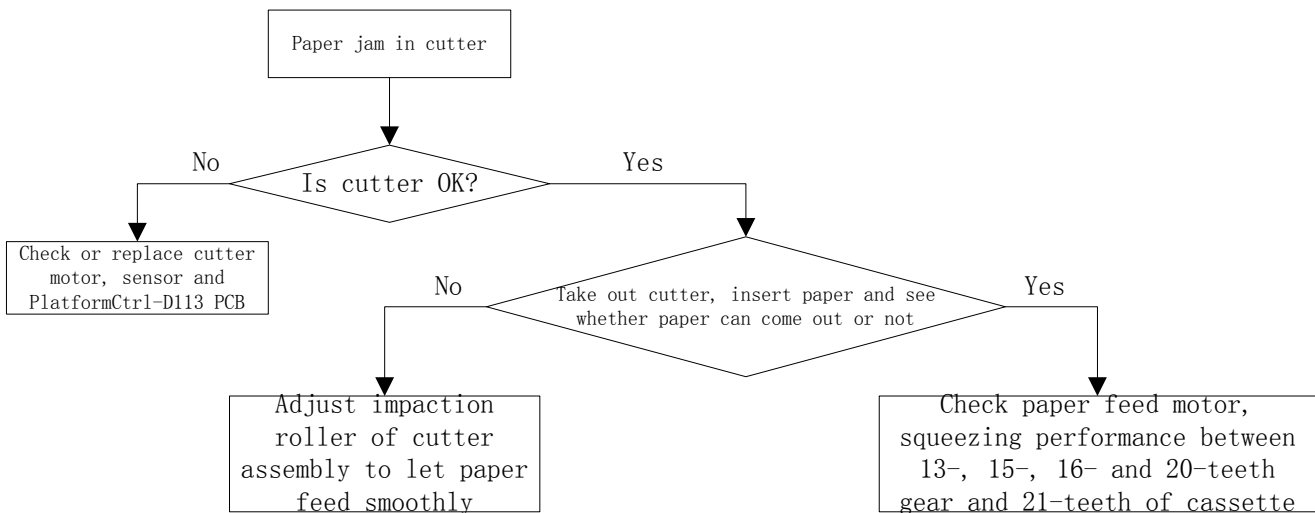 Paper jam in cutter
No
Yes
Is cutter OK?
Check or replace cutter
motor, sensor and
PlatformCtrl-D113 PCB
No
Yes
Take out cutter, insert paper and see
whether paper can come out or not
Adjust impaction
roller of cutter
assembly to let paper
feed smoothly
Check paper feed motor,
squeezing performance between
13-, 15-, 16- and 20-teeth
gear and 21-teeth of cassette